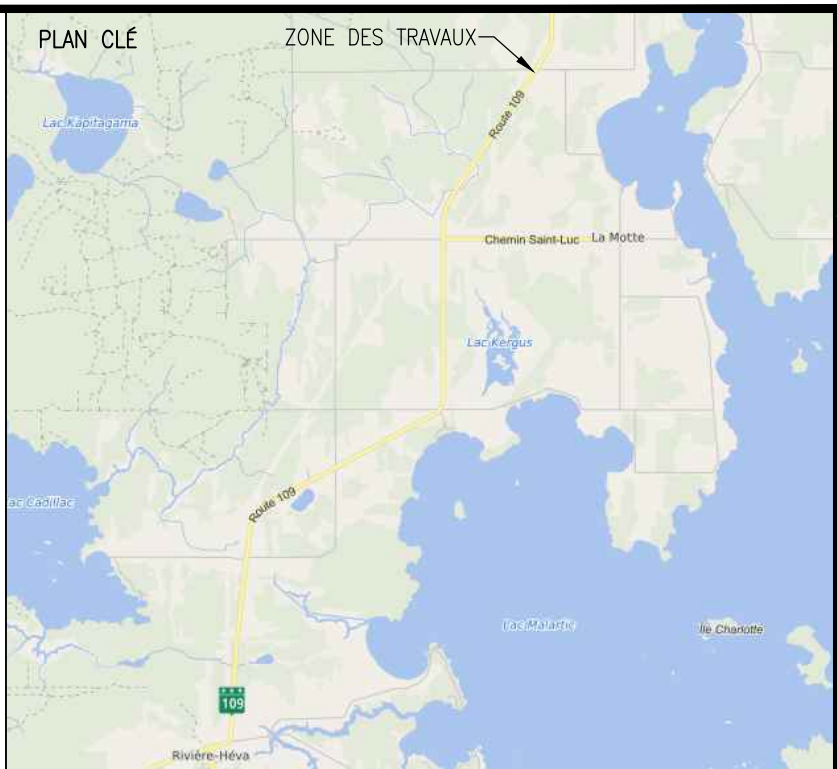 PLAN CLÉ
ZONE DES TRAVAUX
Lac Kapitagama
Route 109
Chemin Saint-Luc
La Motte
Lac Kergus
ac Cadillac
Route 109
Lac Malartic
Île Charlotte
109
Rivière-Héva